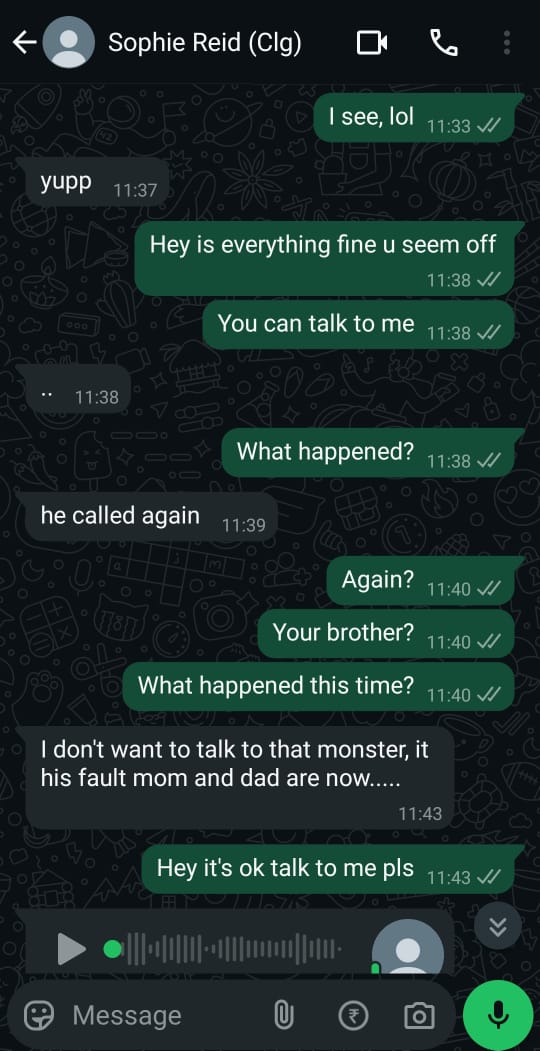 Sophie Reid (Clg)
I see, lol 11:33
yupp 11:37
Hey is everything fine u seem off
11:38
You can talk to me 11:38
.. 11:38
What happened? 11:38
he called again 11:39
Again? 11:40
Your brother? 11:40
What happened this time? 11:40
I don't want to talk to that monster, it
his fault mom and dad are now.....
11:43
Hey it's ok talk to me pls 11:43
Message
₹